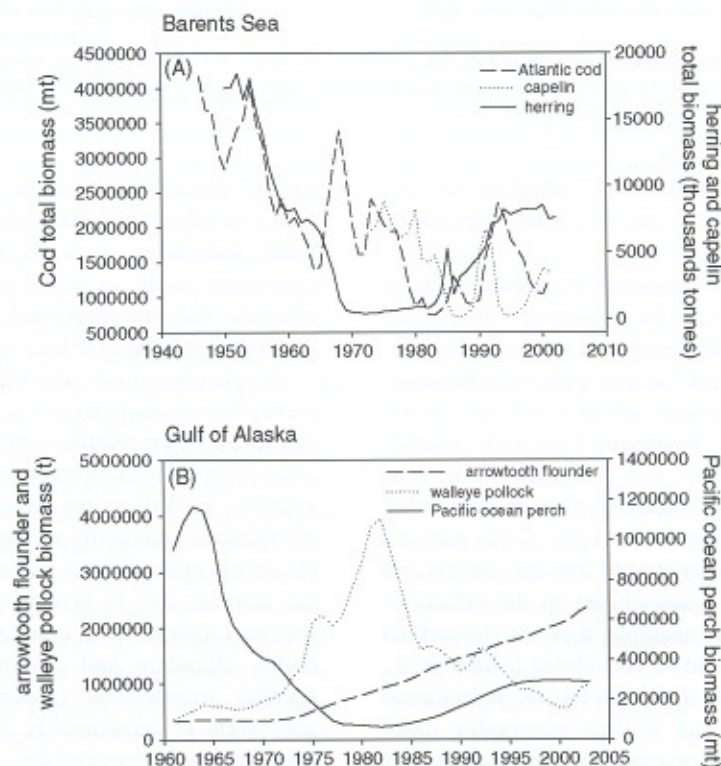 Barents Sea
(A)
Atlantic cod
capelin
herring
Cod total biomass (mt)
4500000
4000000
3500000
3000000
2500000
2000000
1500000
1000000
500000
20000
15000
10000
5000
0
herring and capelin
total biomass (thousands tonnes)
1940 1950 1960 1970 1980 1990 2000 2010
Gulf of Alaska
(B)
arrowtooth flounder
walleye pollock
Pacific ocean perch
arrowtooth flounder and
walleye pollock biomass (t)
5000000
4000000
3000000
2000000
1000000
0
1400000
1200000
1000000
800000
600000
400000
200000
0
Pacific ocean perch biomass (mt)
1960 1965 1970 1975 1980 1985 1990 1995 2000 2005